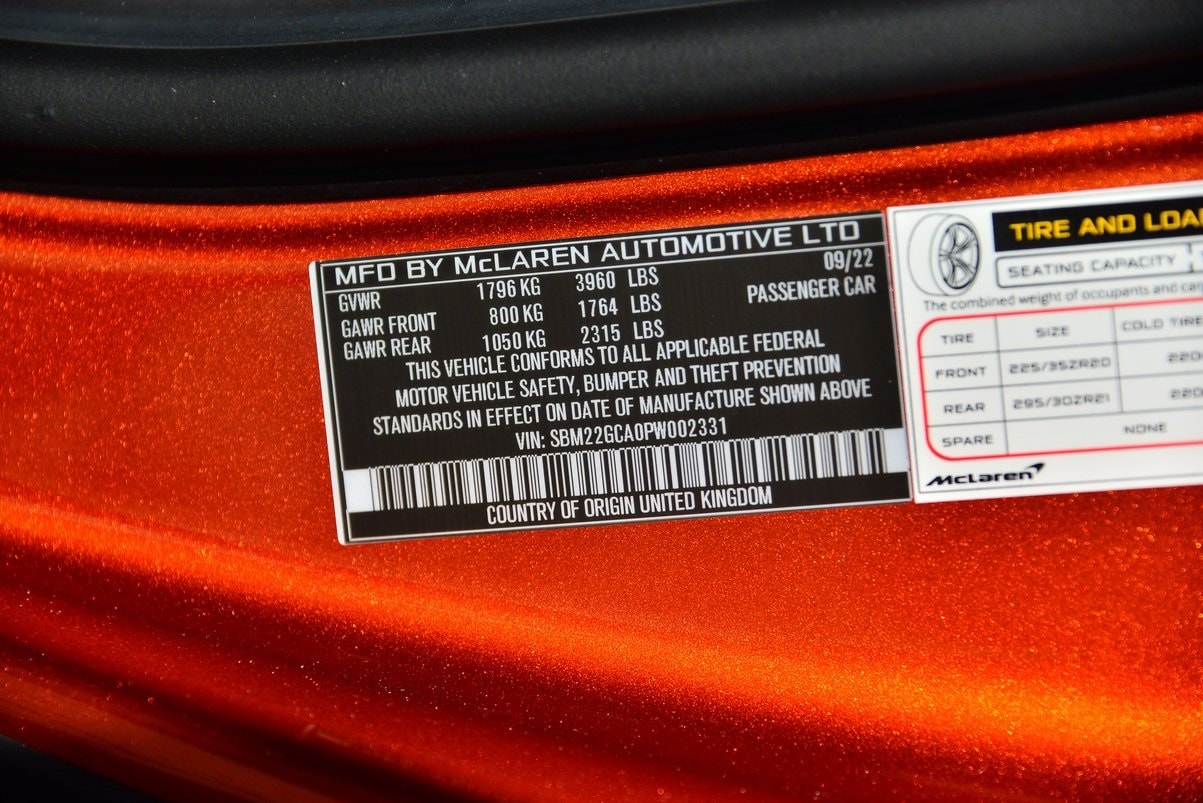 MFD BY McLAREN AUTOMOTIVE LTD
09/22
GVWR 1796 KG 3960 LBS
PASSENGER CAR
GAWR FRONT 800 KG 1764 LBS
GAWR REAR 1050 KG 2315 LBS
THIS VEHICLE CONFORMS TO ALL APPLICABLE FEDERAL
MOTOR VEHICLE SAFETY, BUMPER AND THEFT PREVENTION
STANDARDS IN EFFECT ON DATE OF MANUFACTURE SHOWN ABOVE
VIN: SBM22GCA0PW002331
COUNTRY OF ORIGIN UNITED KINGDOM
TIRE AND LOA
SEATING CAPACITY
The combined weight of occupants and ca
TIRE SIZE COLD TIRE
FRONT 225/35ZR20 220
REAR 295/30ZR21 220
SPARE NONE
McLaren